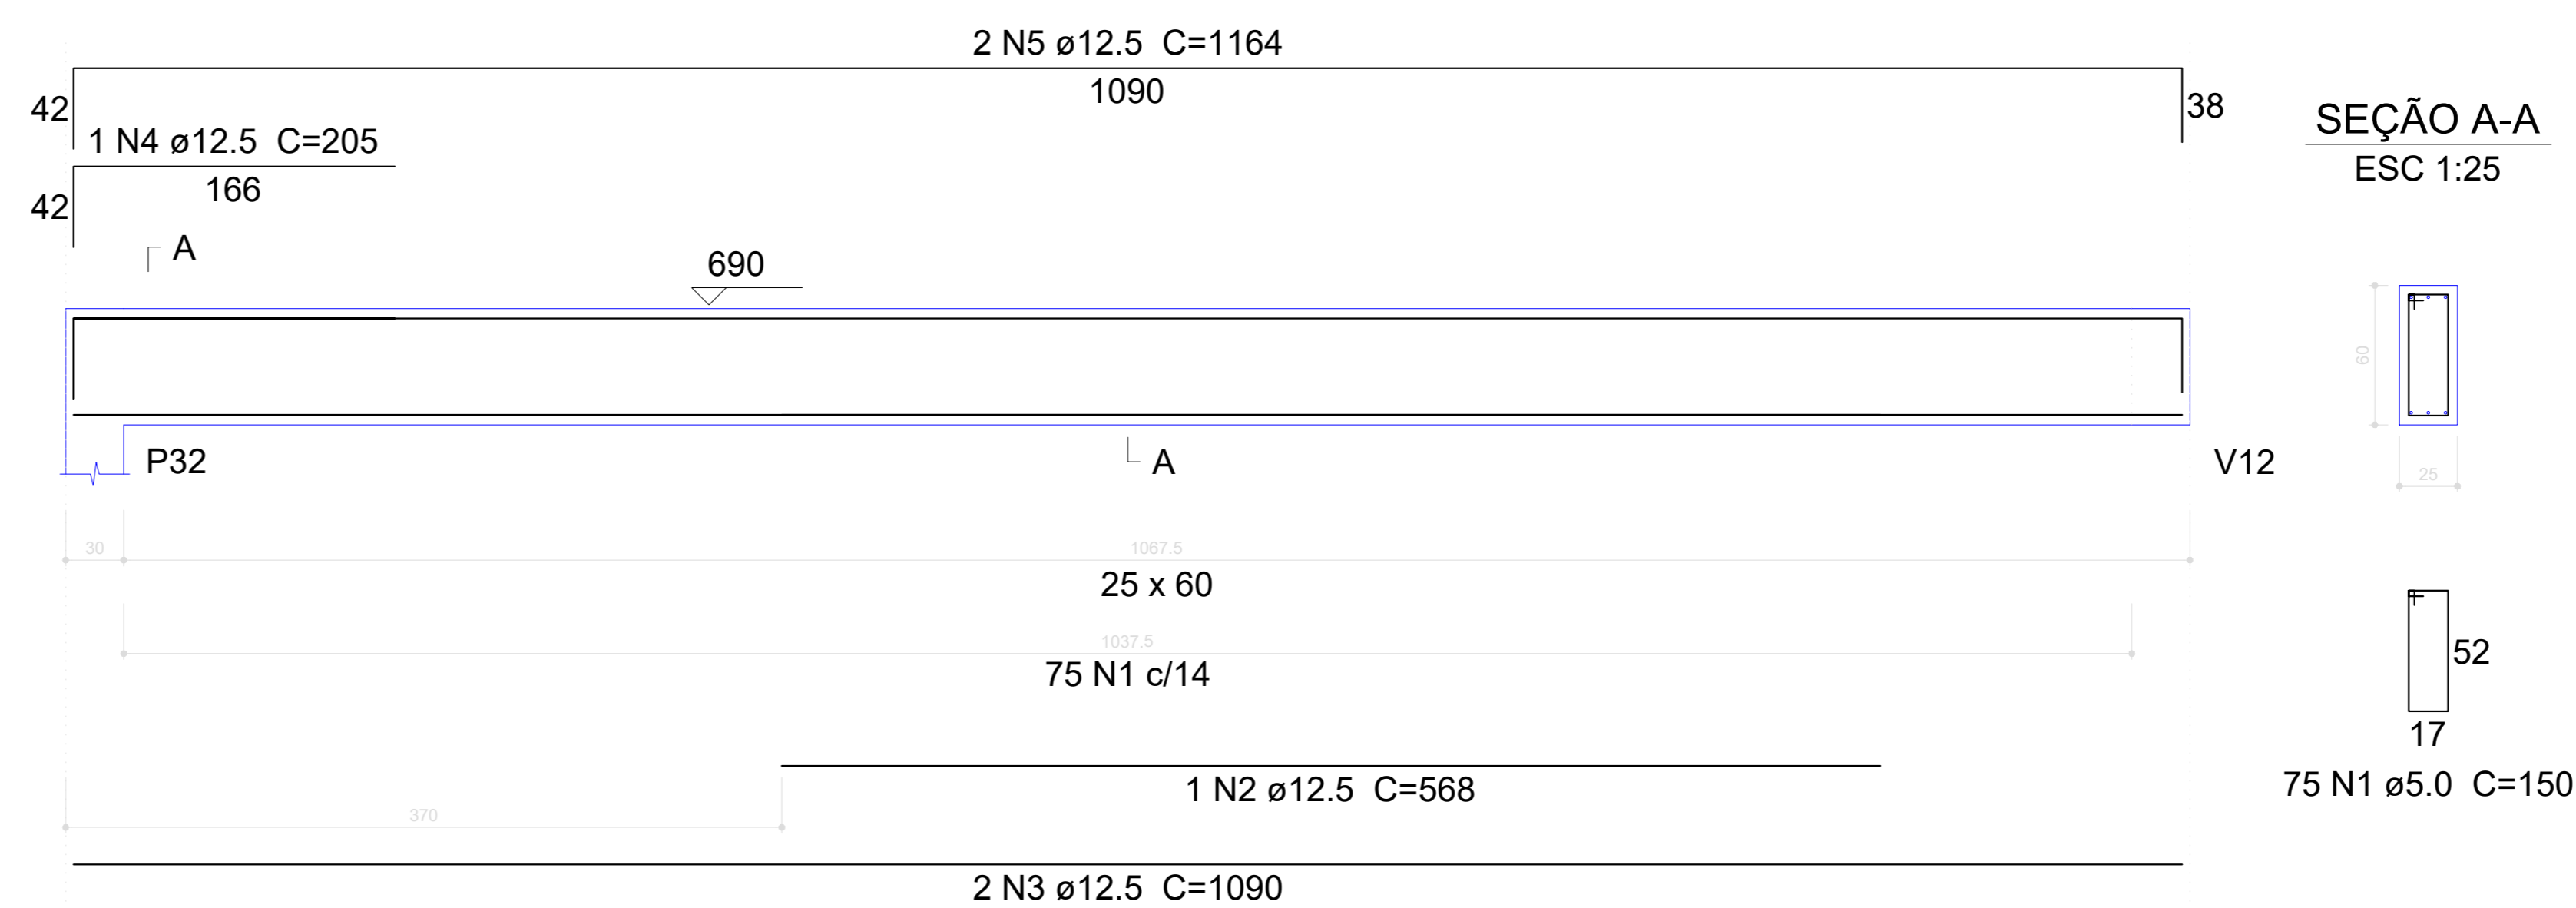 2 N5 ø12.5 C=1164
1090
42
38
1 N4 ø12.5 C=205
166
42
SEÇÃO A-A
ESC 1:25
A
690
60
P32
A
V12
25
30
1067.5
25 x 60
1037.5
75 N1 c/14
52
17
75 N1 ø5.0 C=150
1 N2 ø12.5 C=568
370
2 N3 ø12.5 C=1090